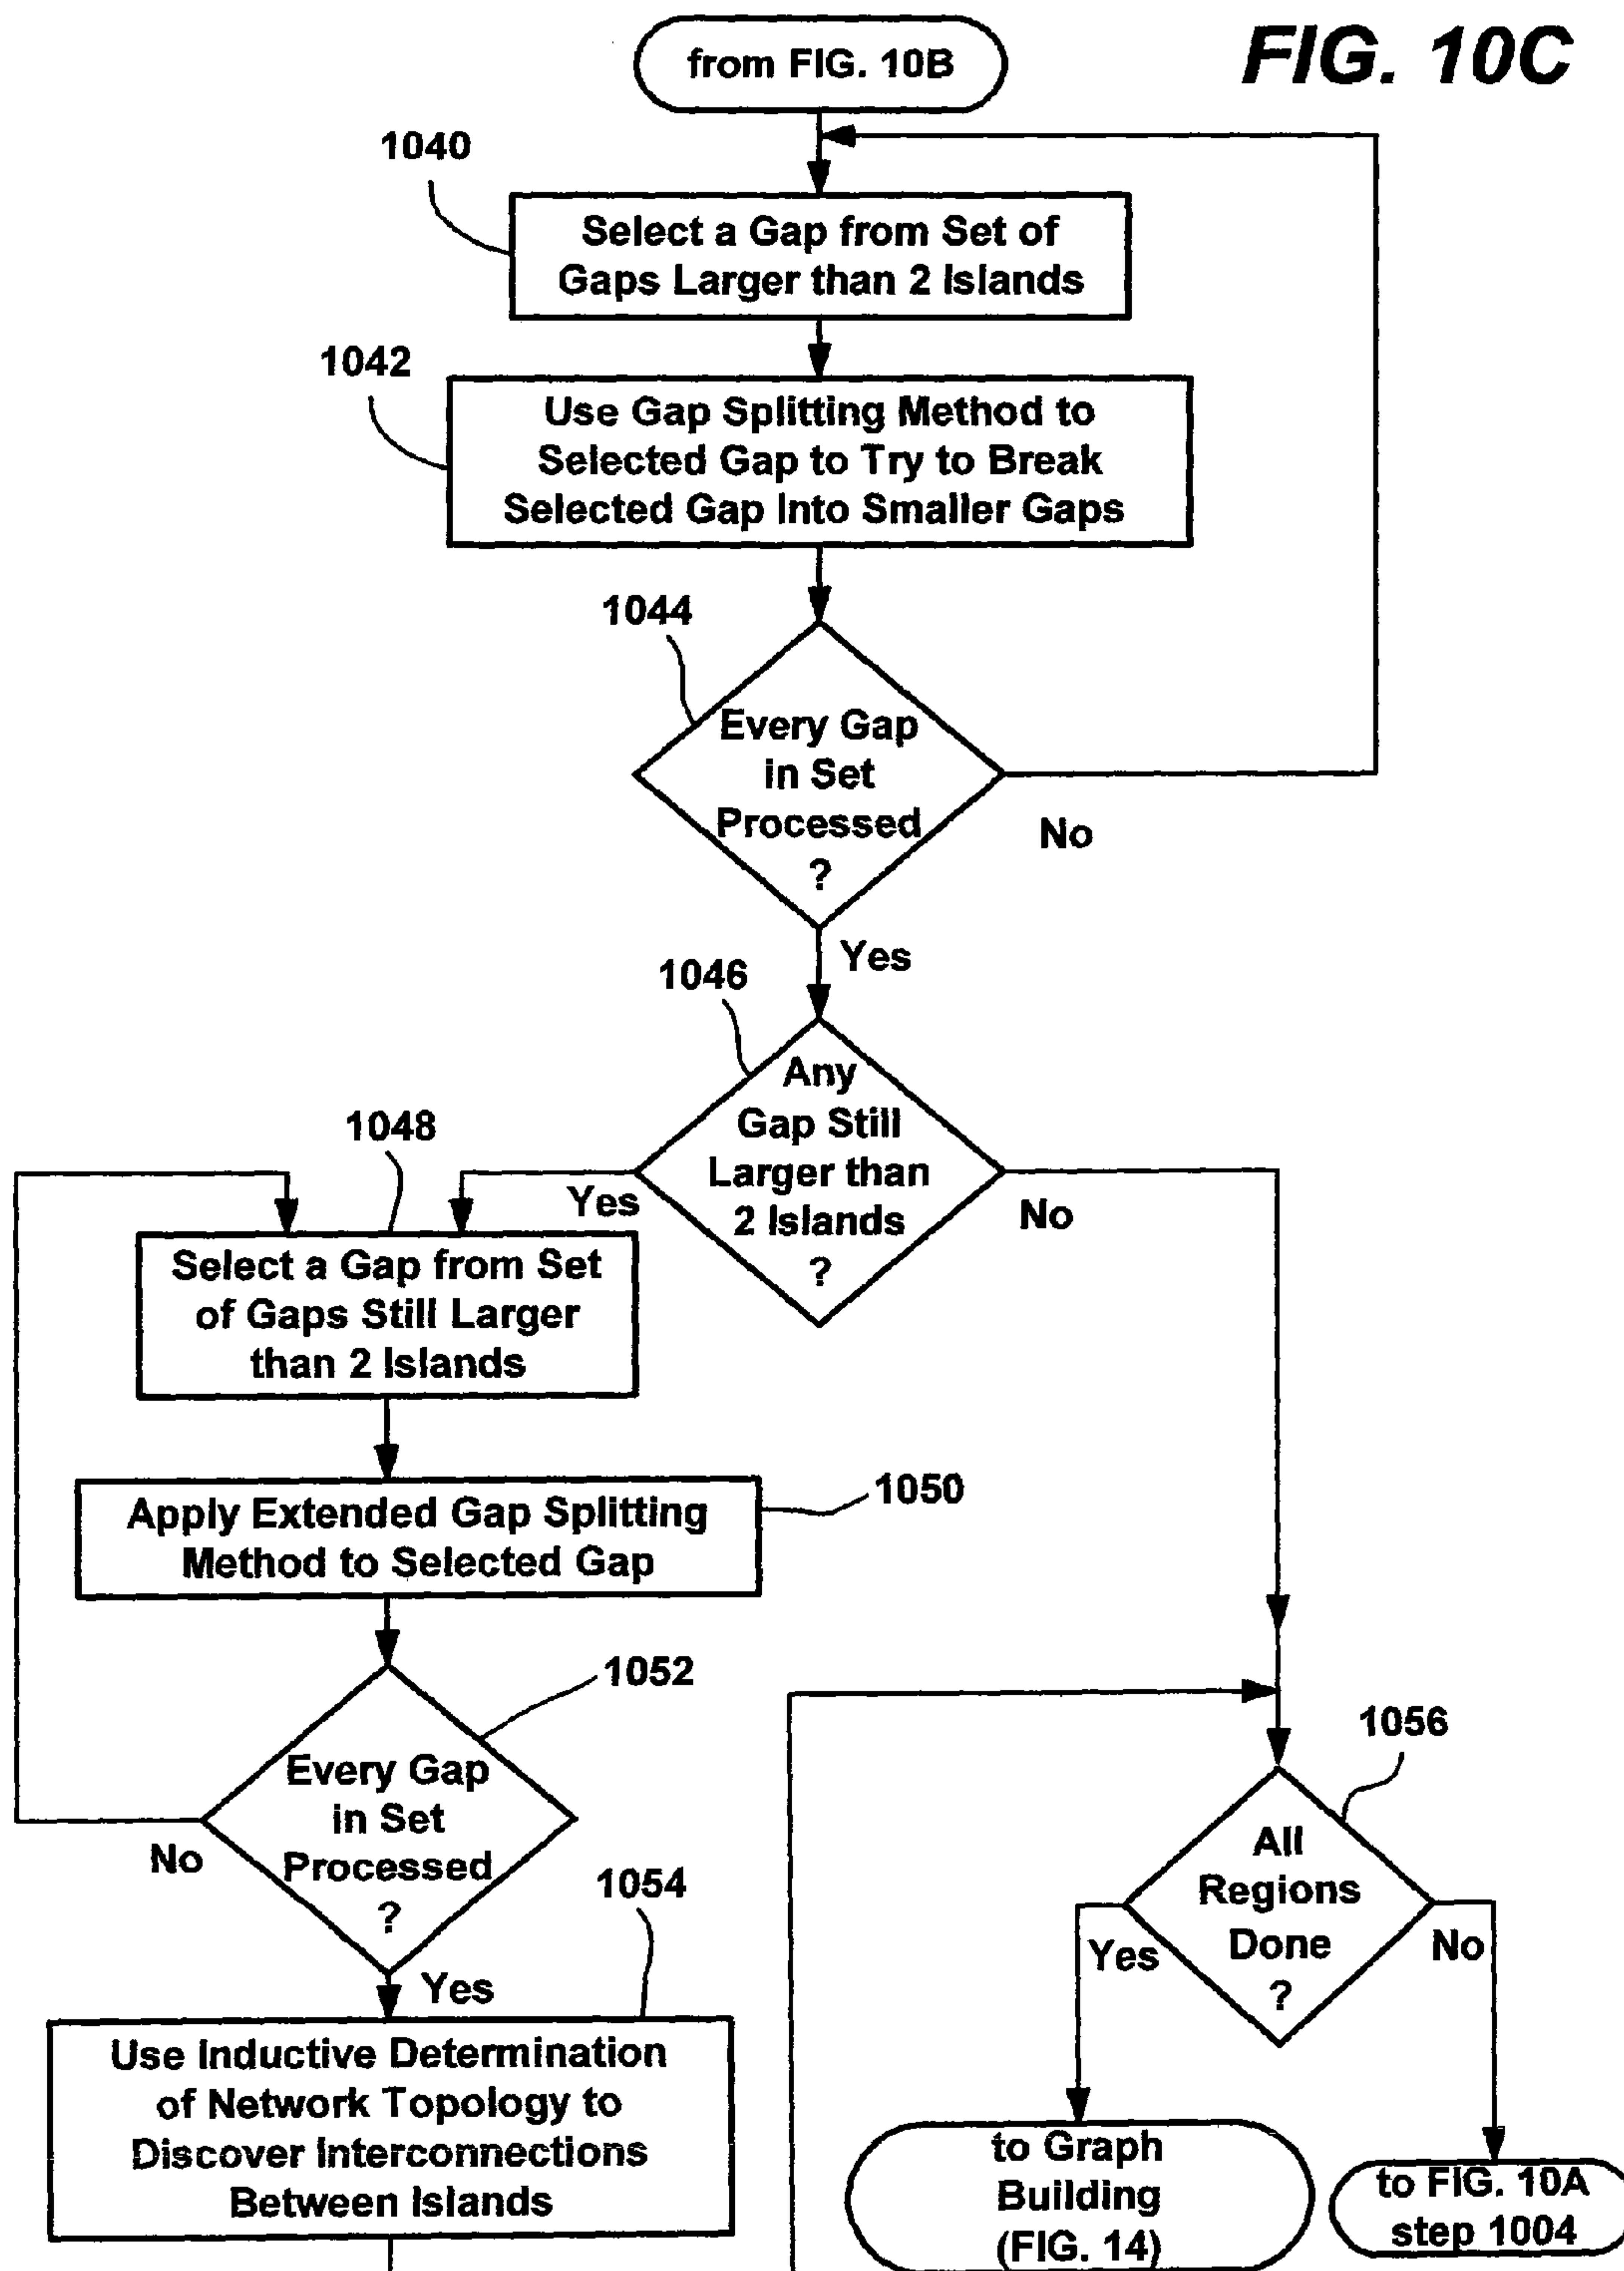 FIG. 10C
from FIG. 10B
1040
Select a Gap from Set of
Gaps Larger than 2 Islands
1042
Use Gap Splitting Method to
Selected Gap to Try to Break
Selected Gap Into Smaller Gaps
1044
Every Gap
in Set
Processed
?
No
Yes
1046
Any
Gap Still
Larger than
2 Islands
?
Yes
No
1048
Select a Gap from Set
of Gaps Still Larger
than 2 Islands
1050
Apply Extended Gap Splitting
Method to Selected Gap
1052
Every Gap
in Set
Processed
?
No
Yes
1054
Use Inductive Determination
of Network Topology to
Discover Interconnections
Between Islands
1056
All
Regions
Done
?
Yes
No
to Graph
Building
(FIG. 14)
to FIG. 10A
step 1004